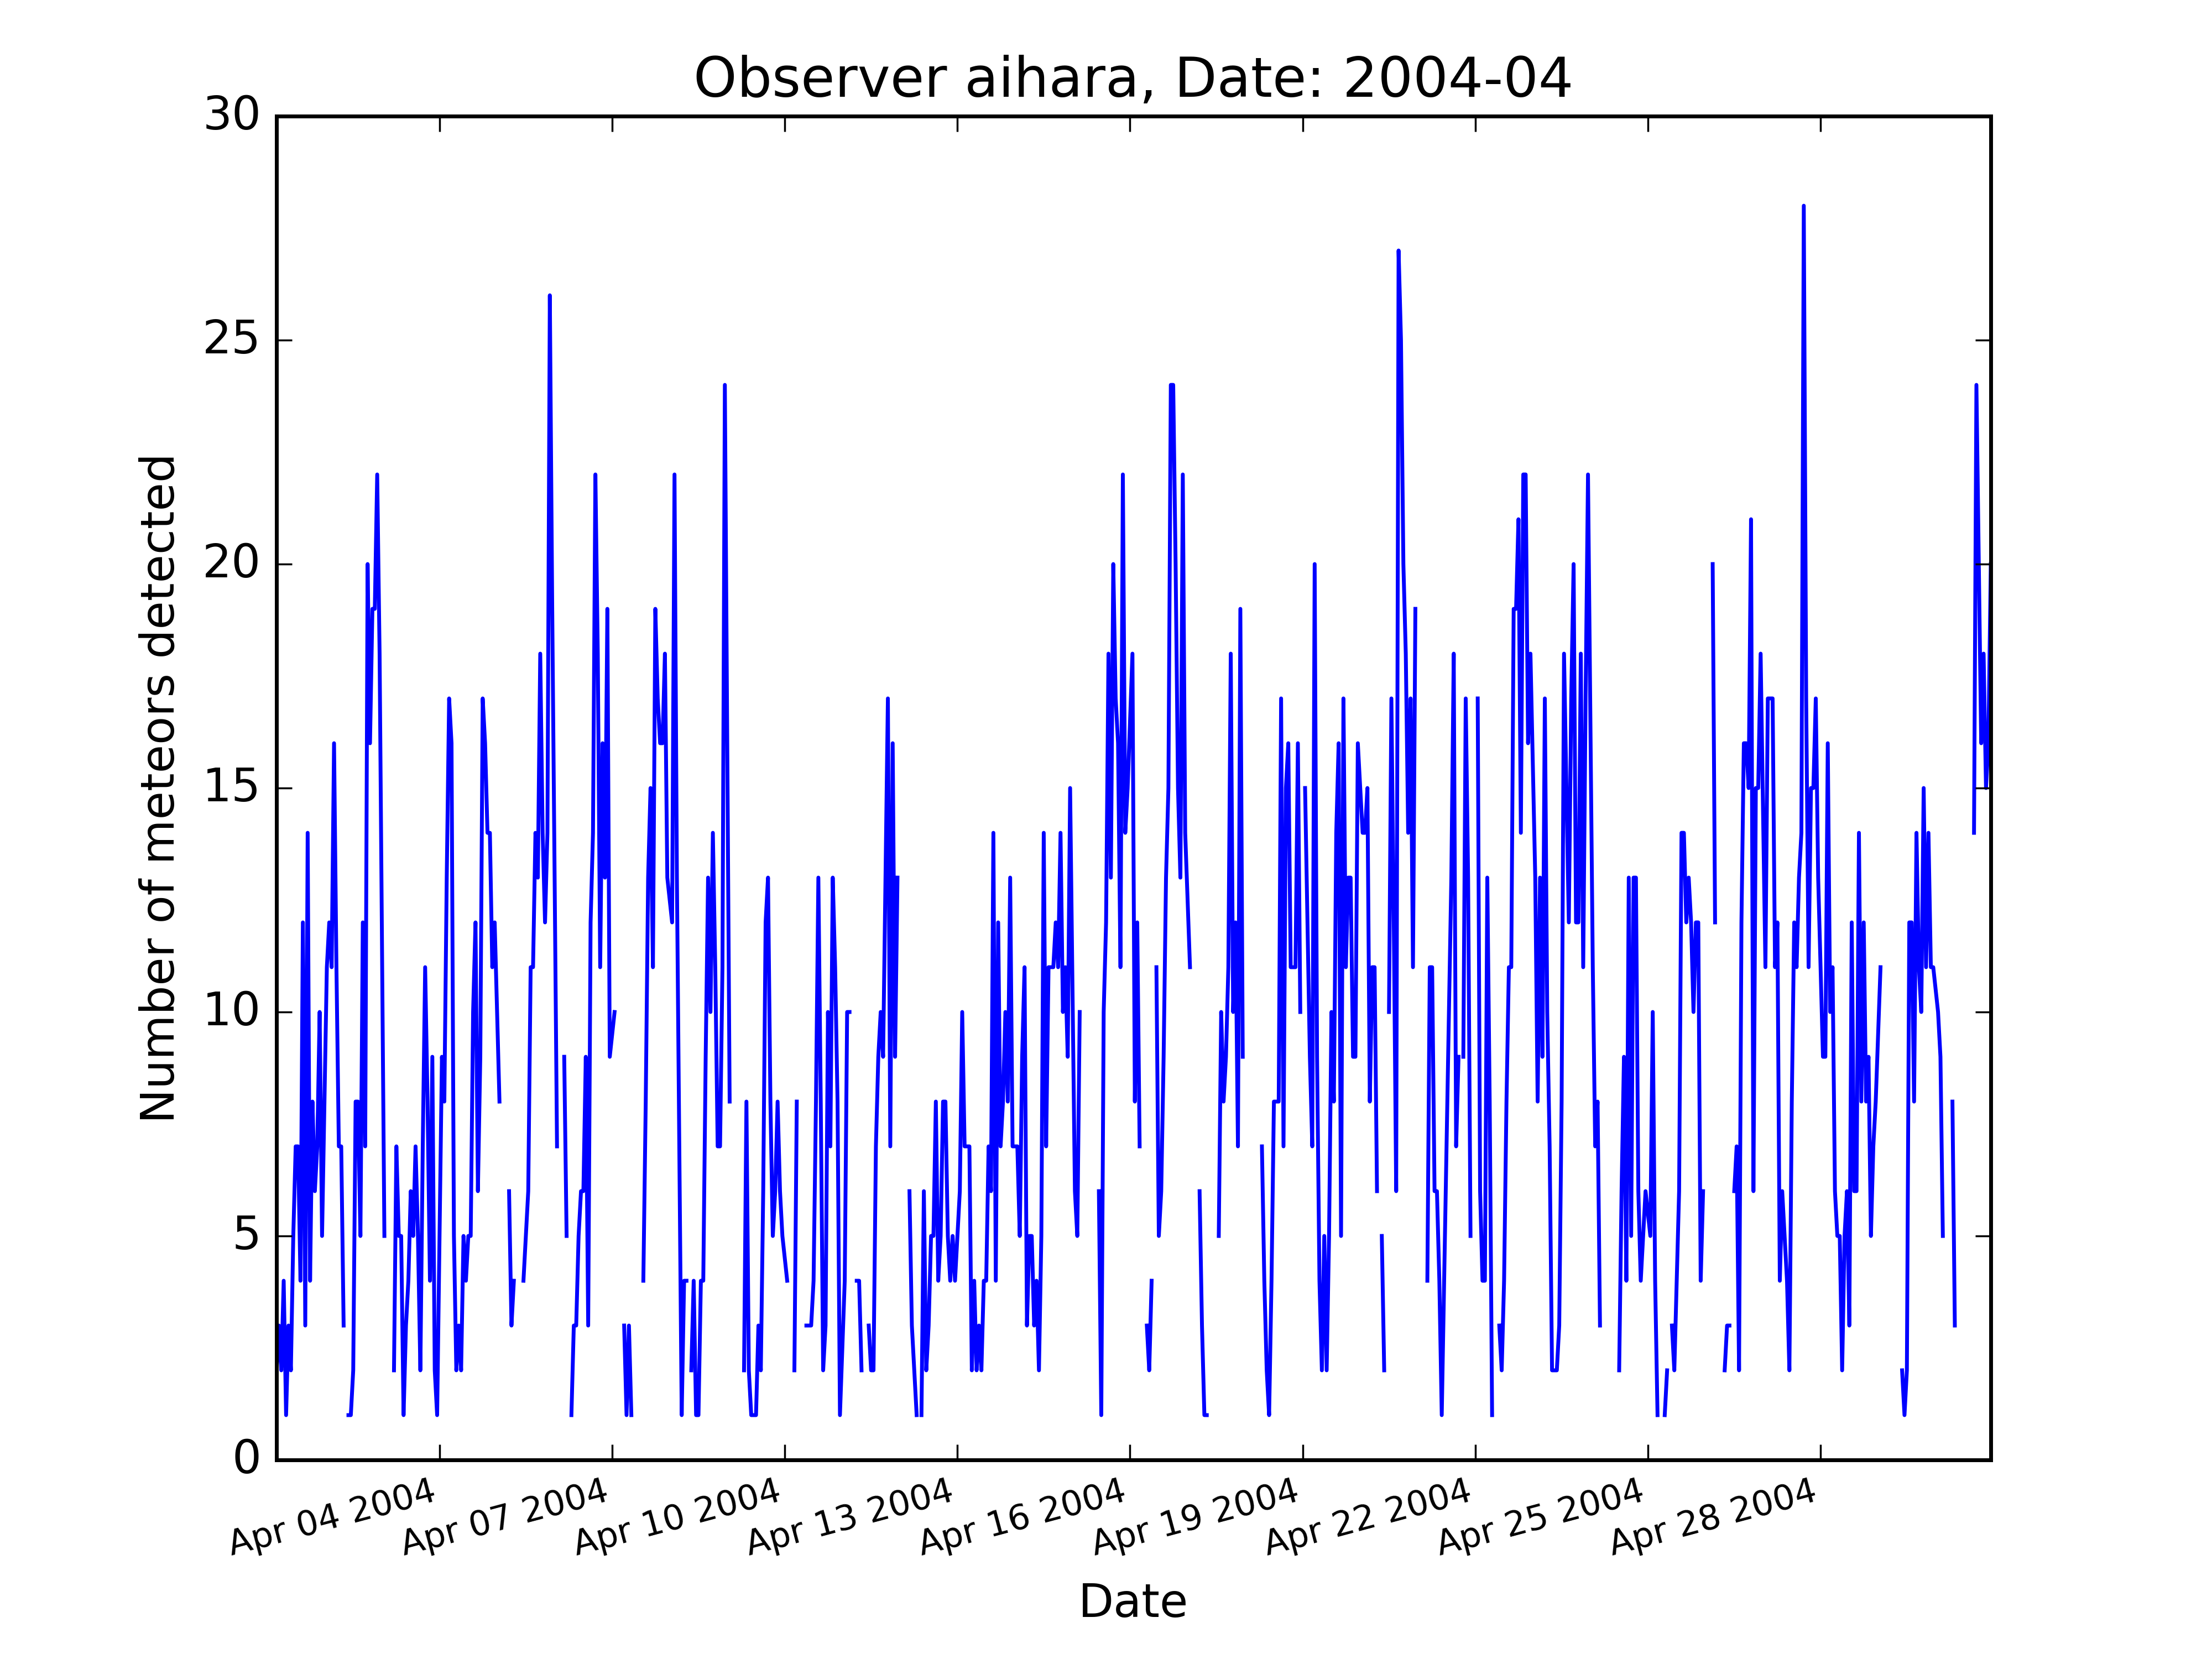 Observer aihara, Date: 2004-04
30
25
20
15
10
5
0
Number of meteors detected
Apr 04 2004
Apr 07 2004
Apr 10 2004
Apr 13 2004
Apr 16 2004
Apr 19 2004
Apr 22 2004
Apr 25 2004
Apr 28 2004
Date